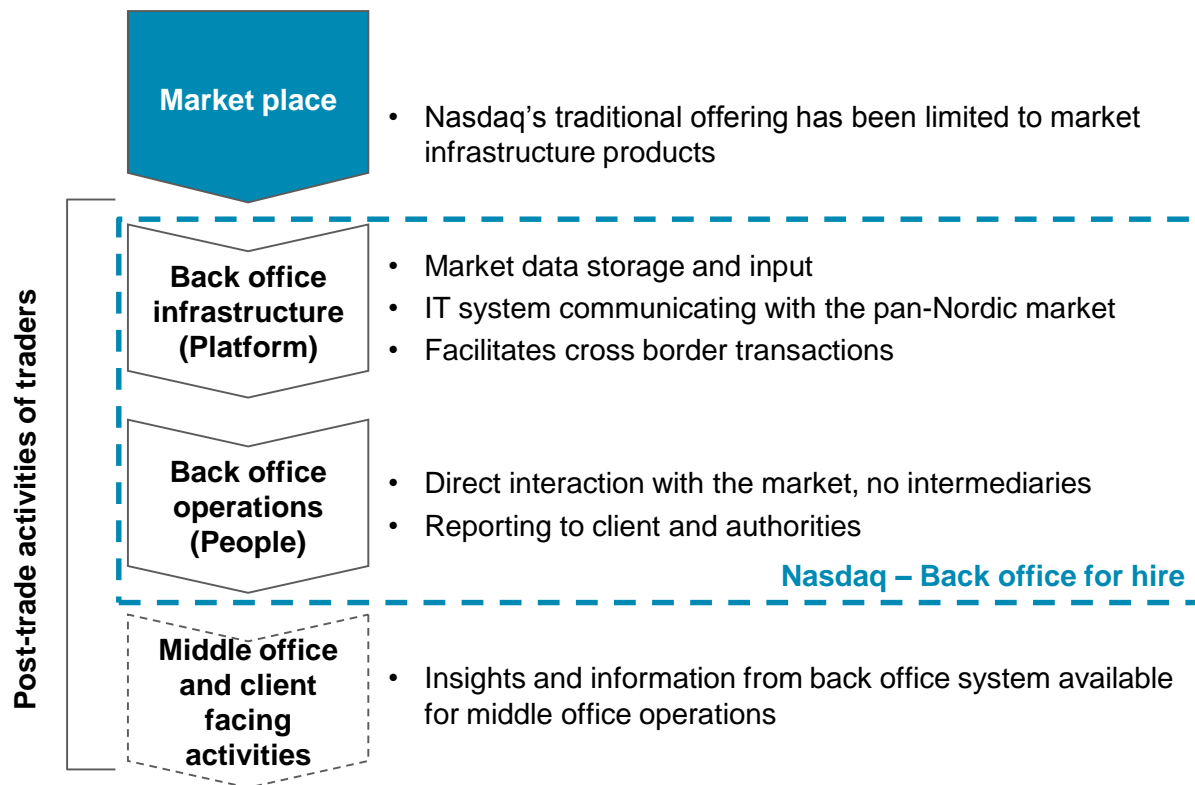 Market place
• Nasdaq's traditional offering has been limited to market
infrastructure products
Post-trade activities of traders
Back office
infrastructure
(Platform)
• Market data storage and input
• IT system communicating with the pan-Nordic market
• Facilitates cross border transactions
Back office
operations
(People)
• Direct interaction with the market, no intermediaries
• Reporting to client and authorities
Nasdaq – Back office for hire
Middle office
and client
facing
activities
• Insights and information from back office system available
for middle office operations